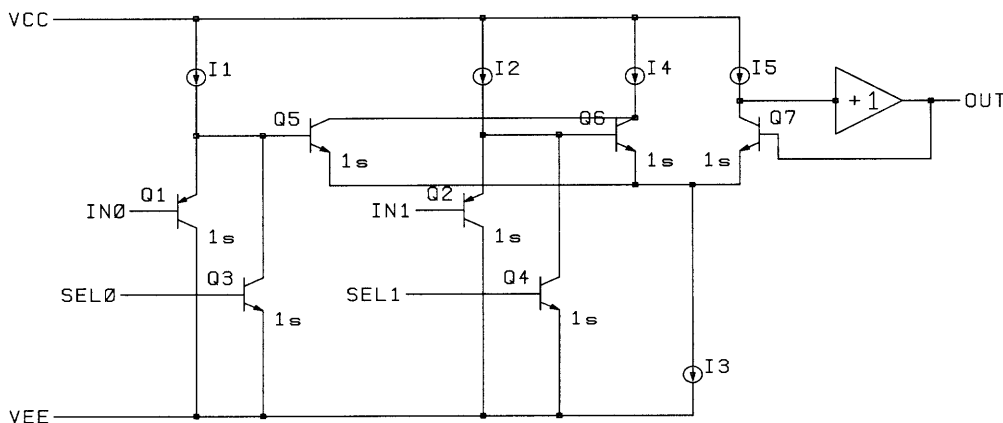 VCC
I1
I2
I4
I5
+1
OUT
Q5
Q6
Q7
1s
1s
1s
Q1
Q2
IN0
IN1
1s
1s
Q3
Q4
SEL0
SEL1
1s
1s
I3
VEE